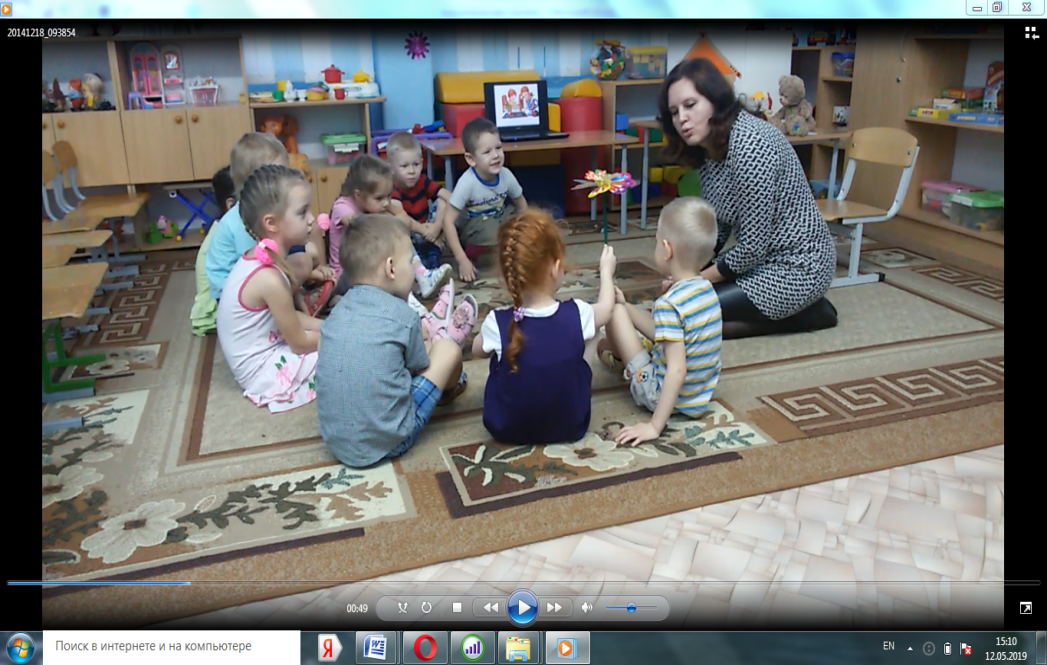 20141218_093854
00:49
Поиск в интернете и на компьютере
Я
W
EN
15:10
12.05.2019